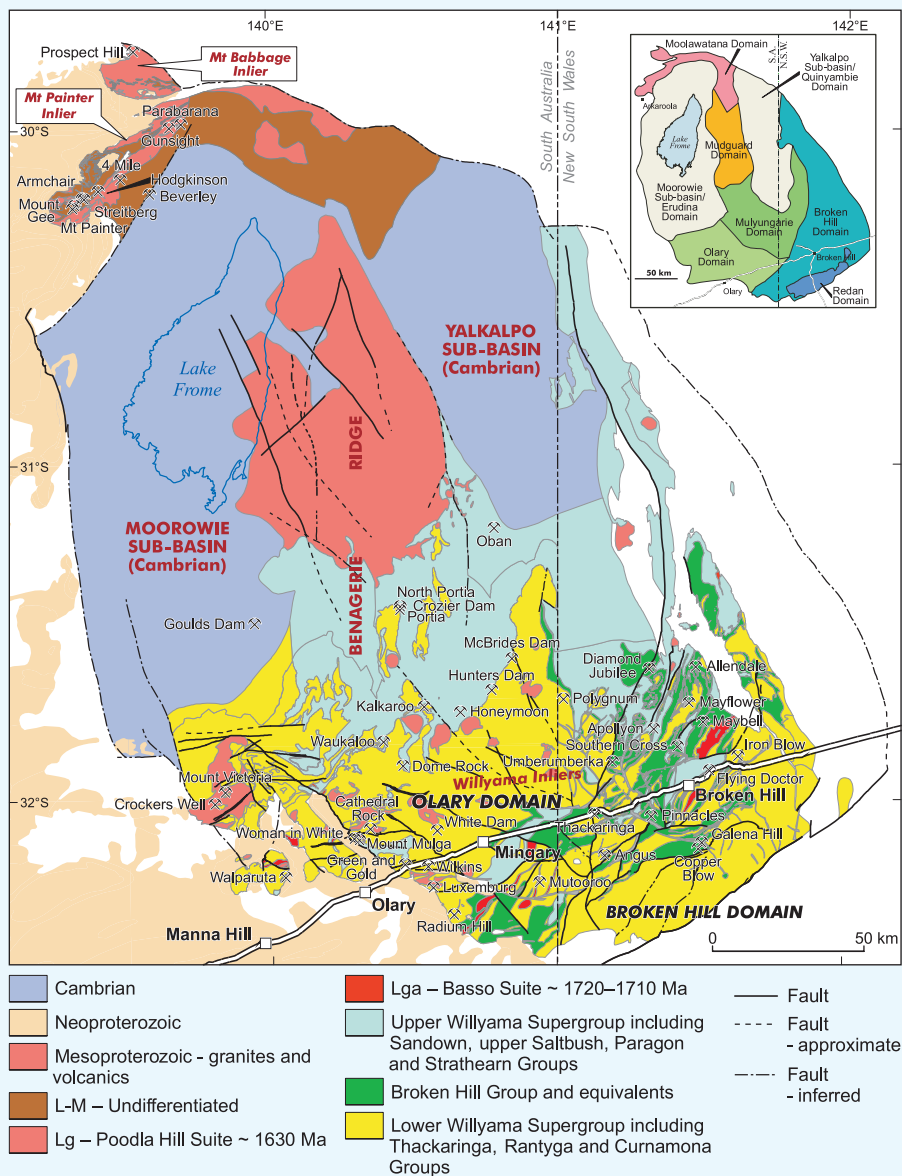 140°E
141°E
142°E
Prospect Hill
Mt Babbage
Inlier
Mt Painter
Inlier
30°S
Parabarana
Gunsight
4 Mile
Armchair
Hodgkinson
Mount
Gee
Streitberg
Beverley
Mt Painter
South Australia
New South Wales
Moolawatana Domain
S.A.
N.S.W.
Yalkalpo
Sub-basin/
Quinyambie
Domain
Arkaroola
Lake
Frome
Mudguard
Domain
Moorowie
Sub-basin/
Erudina
Domain
Mulyungarie
Domain
Broken
Hill
Domain
Olary
Domain
Broken Hill
50 km
Olary
Redan
Domain
Lake
Frome
YALKALPO
SUB-BASIN
(Cambrian)
RIDGE
31°S
MOOROWIE
SUB-BASIN
(Cambrian)
Oban
BENAGERIE
North Portia
Crozier Dam
Portia
Goulds Dam
McBrides Dam
Diamond
Jubilee
Allendale
Hunters Dam
Polygnum
Mayflower
Kalkaroo
Honeymoon
Apollyon
Maybell
Waukaloo
Southern Cross
Iron Blow
Dome Rock
Umberumberka
Willyama Inliers
Flying Doctor
Mount Victoria
Broken Hill
32°S
Crockers Well
Cathedral
Rock
OLARY DOMAIN
White Dam
Thackaringa
Pinnacles
Woman in White
Mount Mulga
Galena Hill
Mingary
Green and
Gold
Wilkins
Angus
Copper
Blow
Walparuta
Luxemburg
Mutooroo
Olary
Radium Hill
BROKEN HILL DOMAIN
Manna Hill
0
50 km
Cambrian
Neoproterozoic
Mesoproterozoic - granites and
volcanics
L-M – Undifferentiated
Lg – Poodla Hill Suite ~ 1630 Ma
Lga – Basso Suite ~ 1720–1710 Ma
Upper Willyama Supergroup including
Sandown, upper Saltbush, Paragon
and Strathearn Groups
Broken Hill Group and equivalents
Lower Willyama Supergroup including
Thackaringa, Rantyga and Curnamona
Groups
Fault
Fault
- approximate
Fault
- inferred